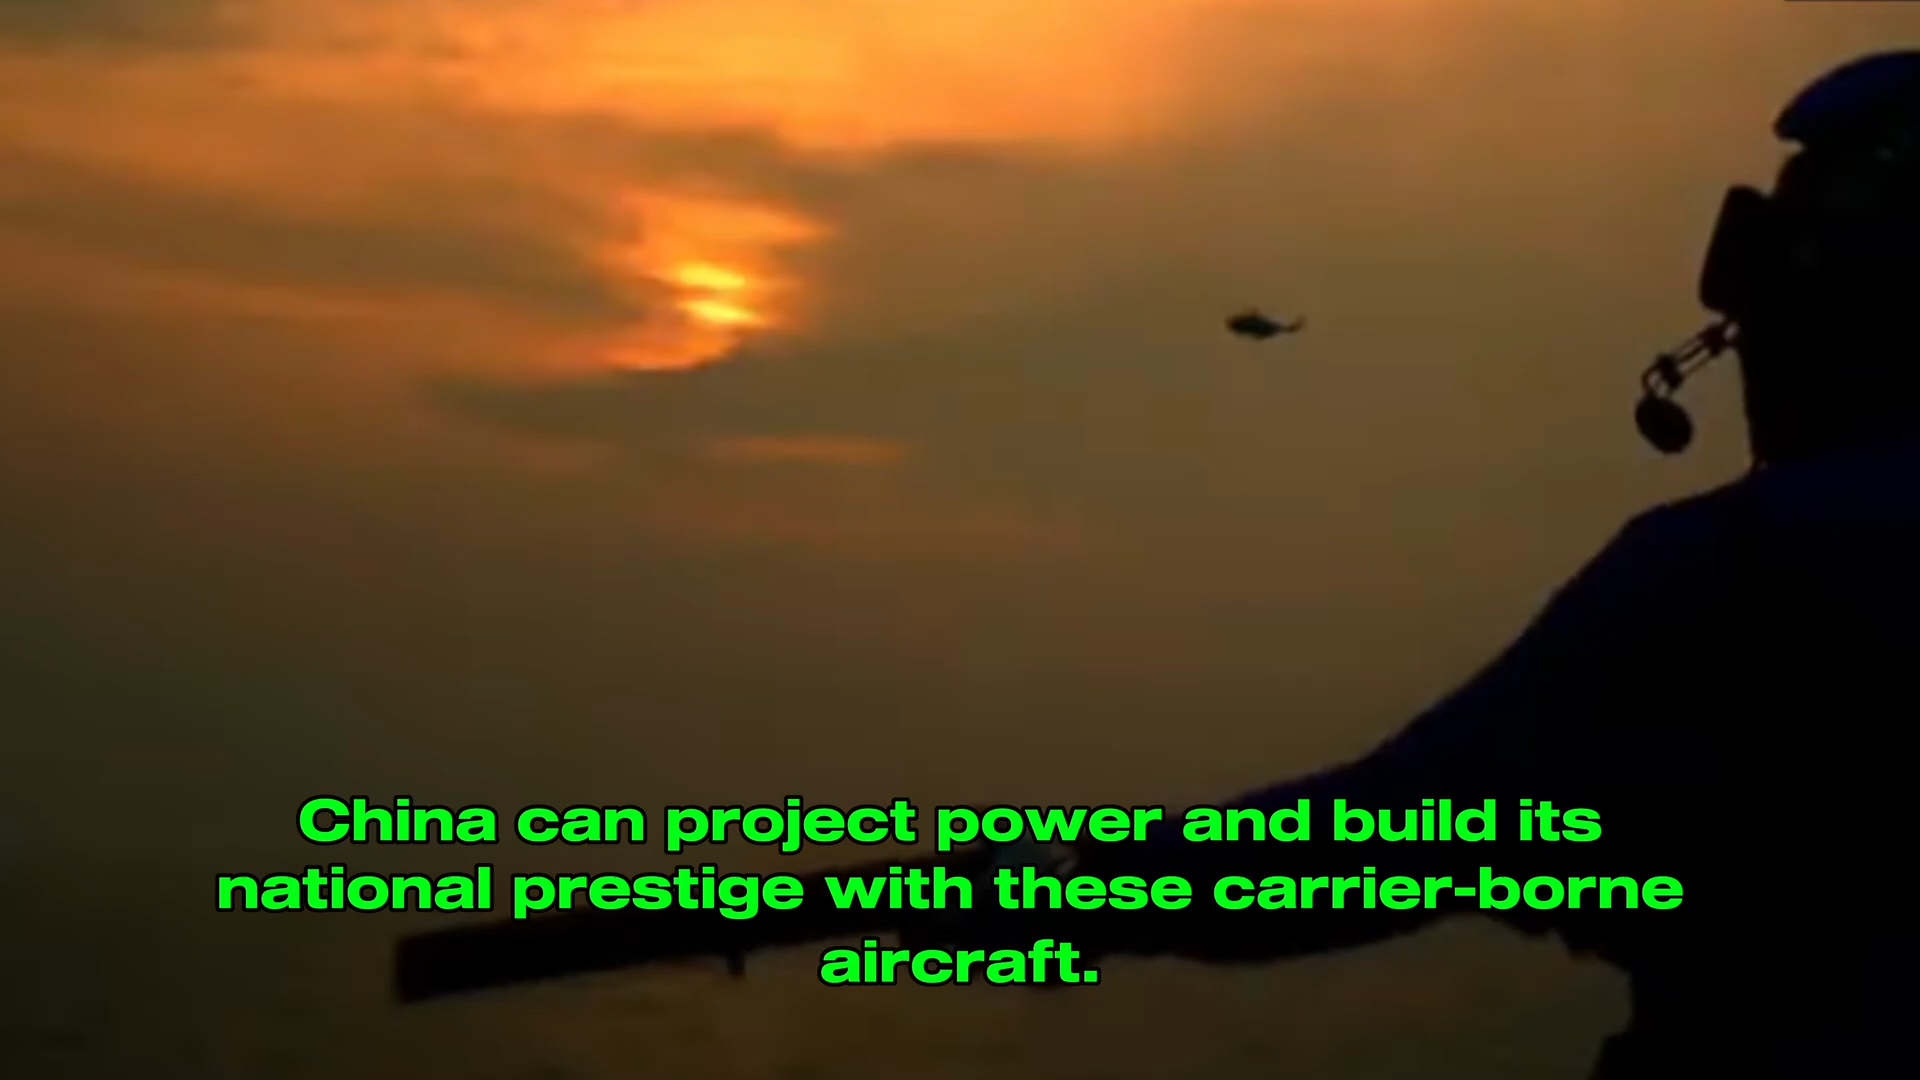 China can project power and build its
national prestige with these carrier-borne
aircraft.